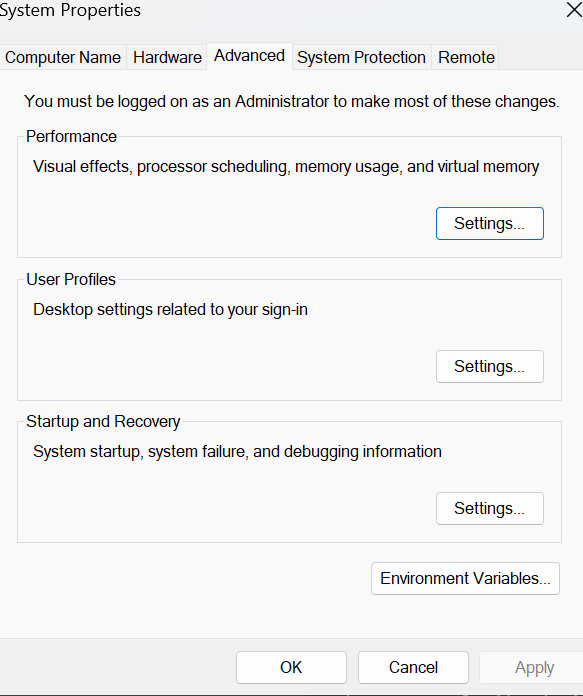 System Properties
Computer Name Hardware Advanced System Protection Remote
You must be logged on as an Administrator to make most of these changes.
Performance
Visual effects, processor scheduling, memory usage, and virtual memory
Settings...
User Profiles
Desktop settings related to your sign-in
Settings...
Startup and Recovery
System startup, system failure, and debugging information
Settings...
Environment Variables...
OK Cancel Apply